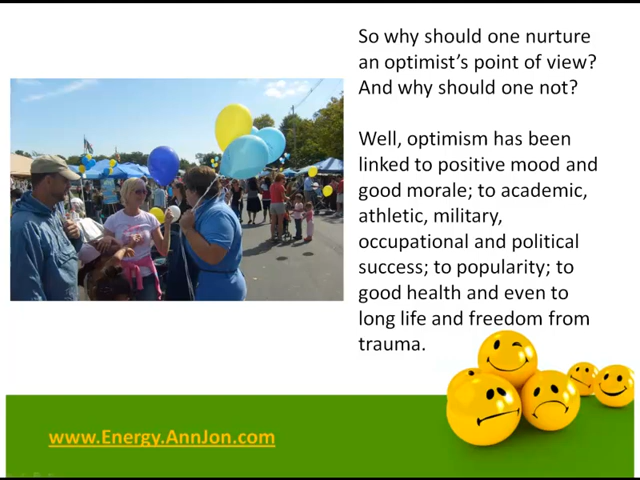 So why should one nurture
an optimist's point of view?
And why should one not?
Well, optimism has been
linked to positive mood and
good morale; to academic,
athletic, military,
occupational and political
success; to popularity; to
good health and even to
long life and freedom from
trauma.
www.Energy.AnnJon.com